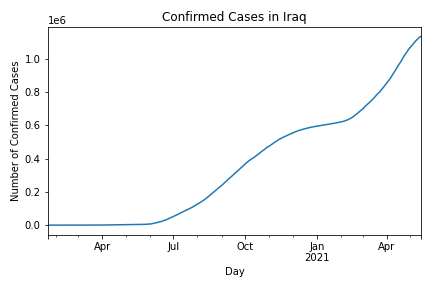 Confirmed Cases in Iraq
1e6
1.0
0.8
0.6
0.4
0.2
0.0
Number of Confirmed Cases
Apr Jul Oct Jan Apr
2021
Day